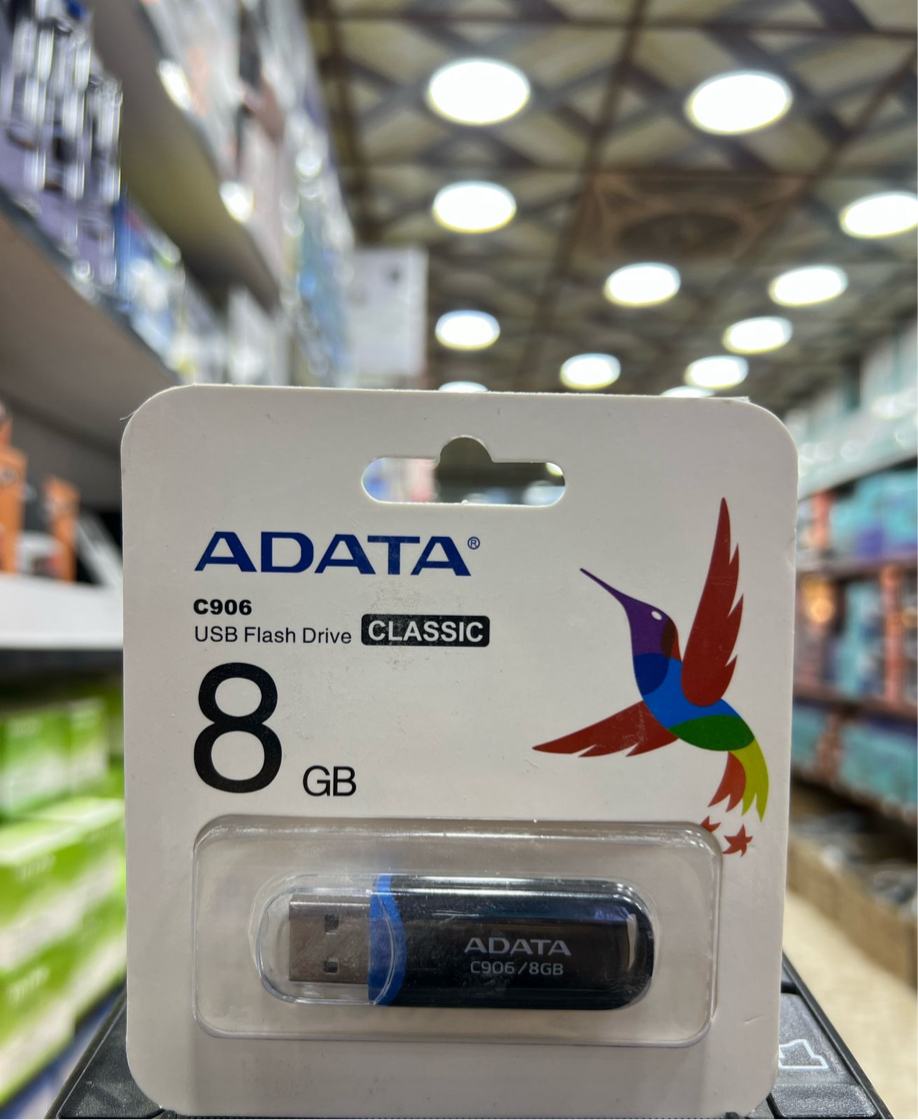 ADATA®
C906
USB Flash Drive CLASSIC
8 GB
ADATA
C906/8GB